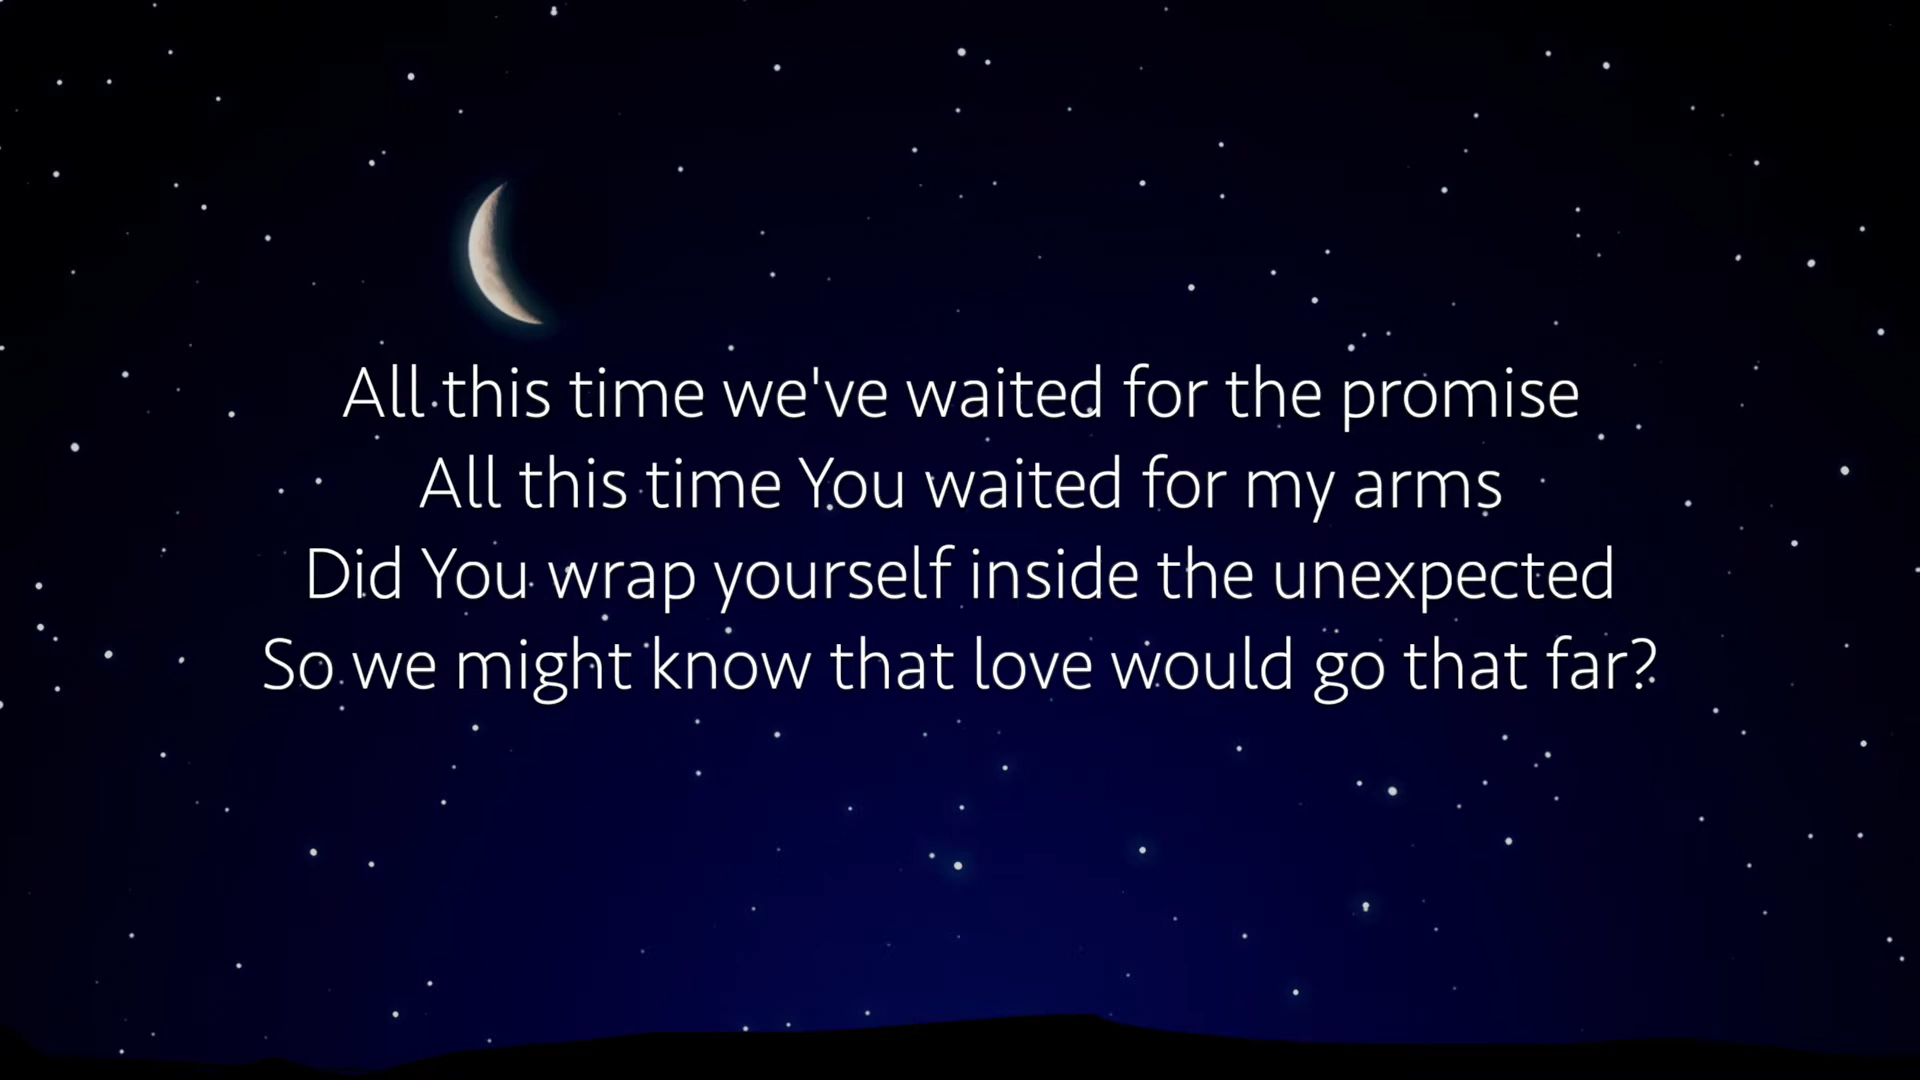 All this time we've waited for the promise
All this time You waited for my arms
Did You wrap yourself inside the unexpected
So we might know that love would go that far?